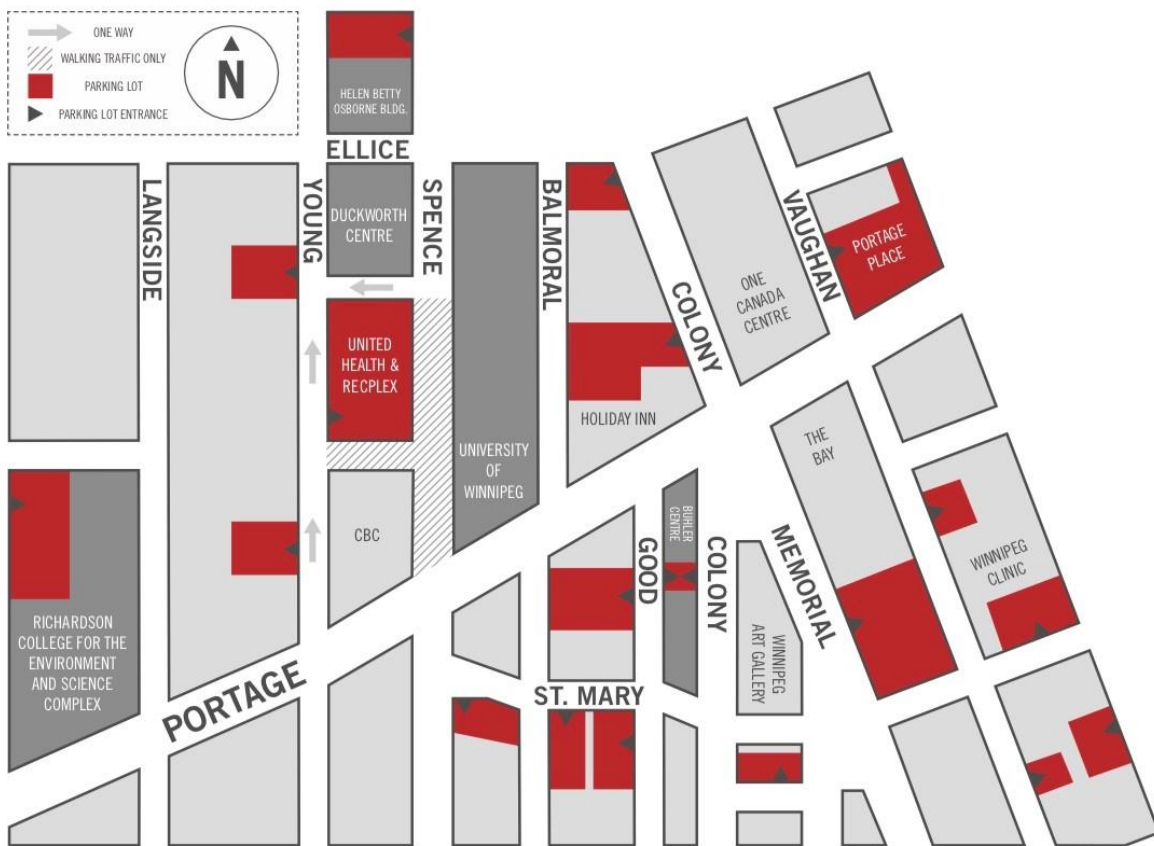 ONE WAY
WALKING TRAFFIC ONLY
PARKING LOT
PARKING LOT ENTRANCE
N
HELEN BETTY
OSBORNE BLDG.
ELLICE
LANGSIDE
YOUNG
DUCKWORTH
CENTRE
SPENCE
BALMORAL
COLONY
VAUGHAN
PORTAGE
PLACE
ONE
CANADA
CENTRE
UNITED
HEALTH &
RECPLEX
HOLIDAY INN
UNIVERSITY
OF
WINNIPEG
THE
BAY
CBC
BUHLER
CENTRE
GOOD
COLONY
MEMORIAL
WINNIPEG
CLINIC
RICHARDSON
COLLEGE FOR THE
ENVIRONMENT
AND SCIENCE
COMPLEX
WINNIPEG
ART GALLERY
PORTAGE
ST. MARY